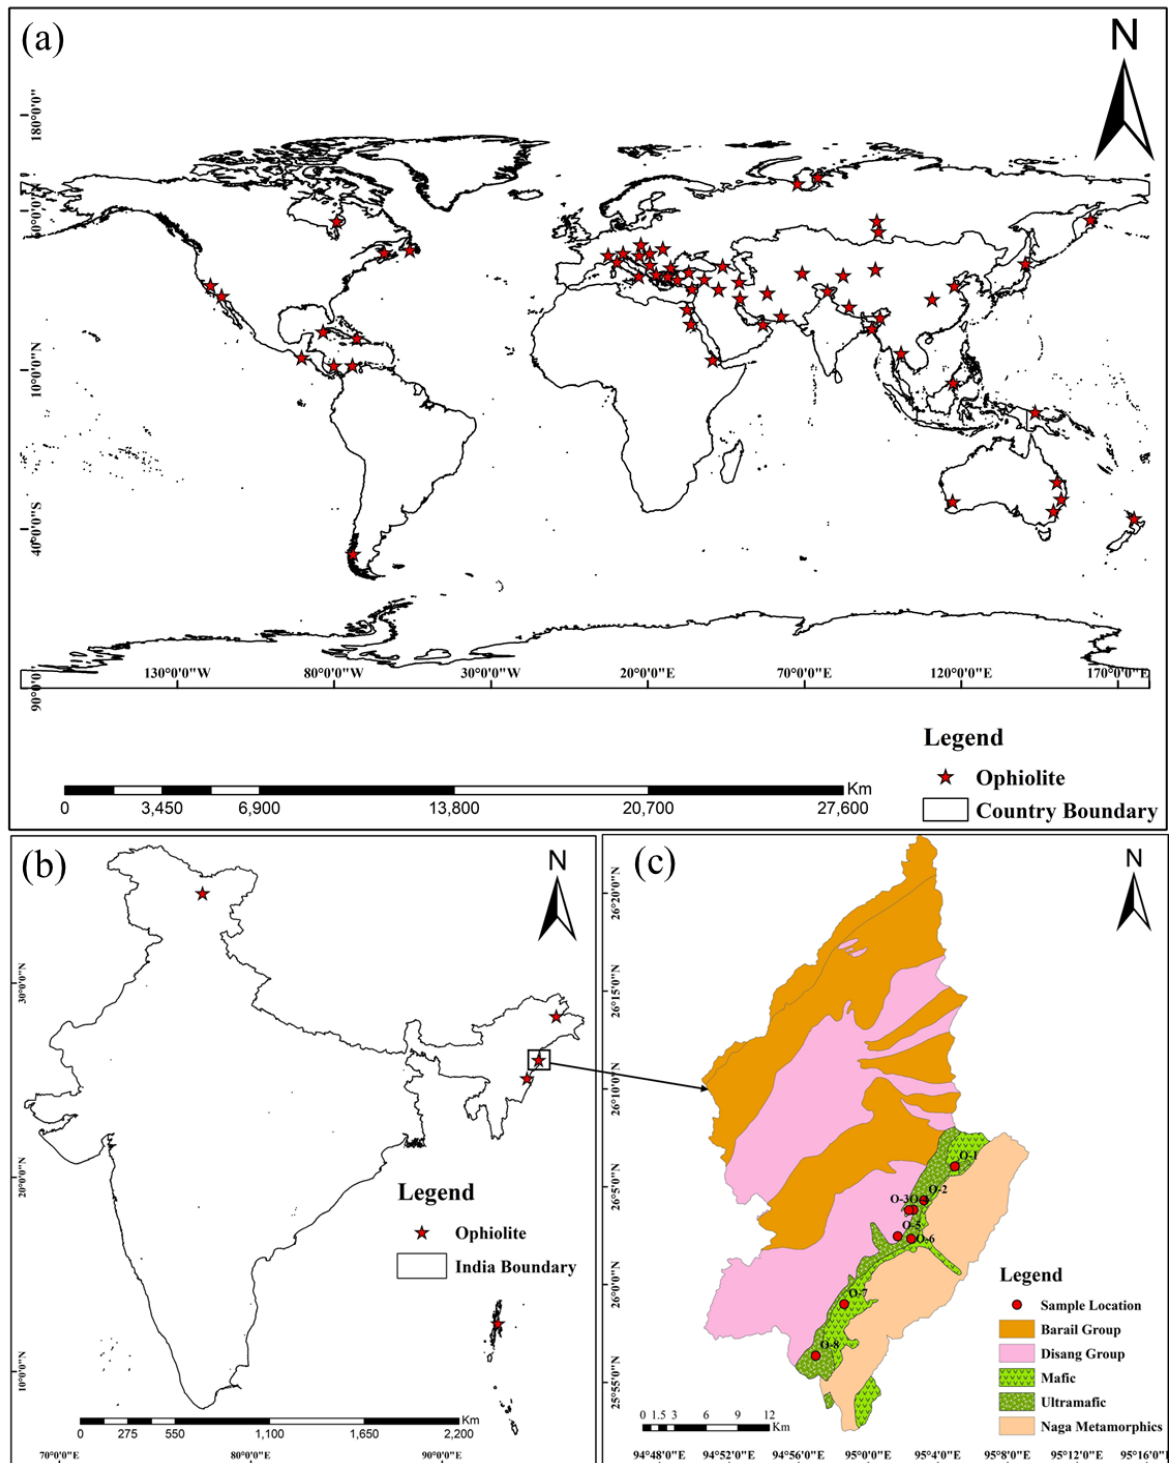 (a)
N
180°0'0"
60°0'0"N
10°0'0"N
40°0'0"S
90°0'0"
130°0'0"W
80°0'0"W
30°0'0"W
20°0'0"E
70°0'0"E
120°0'0"E
170°0'0"E
Legend
Ophiolite
Country Boundary
0
3,450
6,900
13,800
20,700
27,600
Km
(b)
N
30°0'0"N
20°0'0"N
10°0'0"N
Legend
Ophiolite
India Boundary
Km
0
275
550
1,100
1,650
2,200
70°0'0"E
80°0'0"E
90°0'0"E
(c)
N
26°20'0"N
26°15'0"N
26°10'0"N
26°5'0"N
26°0'0"N
25°55'0"N
O-1
O-2
O-3
O-5
O-6
O-7
O-8
Legend
Sample Location
Barail Group
Disang Group
Mafic
Ultramafic
Naga Metamorphics
0 1.5 3 6 9 12
Km
94°48'0"E
94°52'0"E
94°56'0"E
95°0'0"E
95°4'0"E
95°8'0"E
95°12'0"E
95°16'0"E